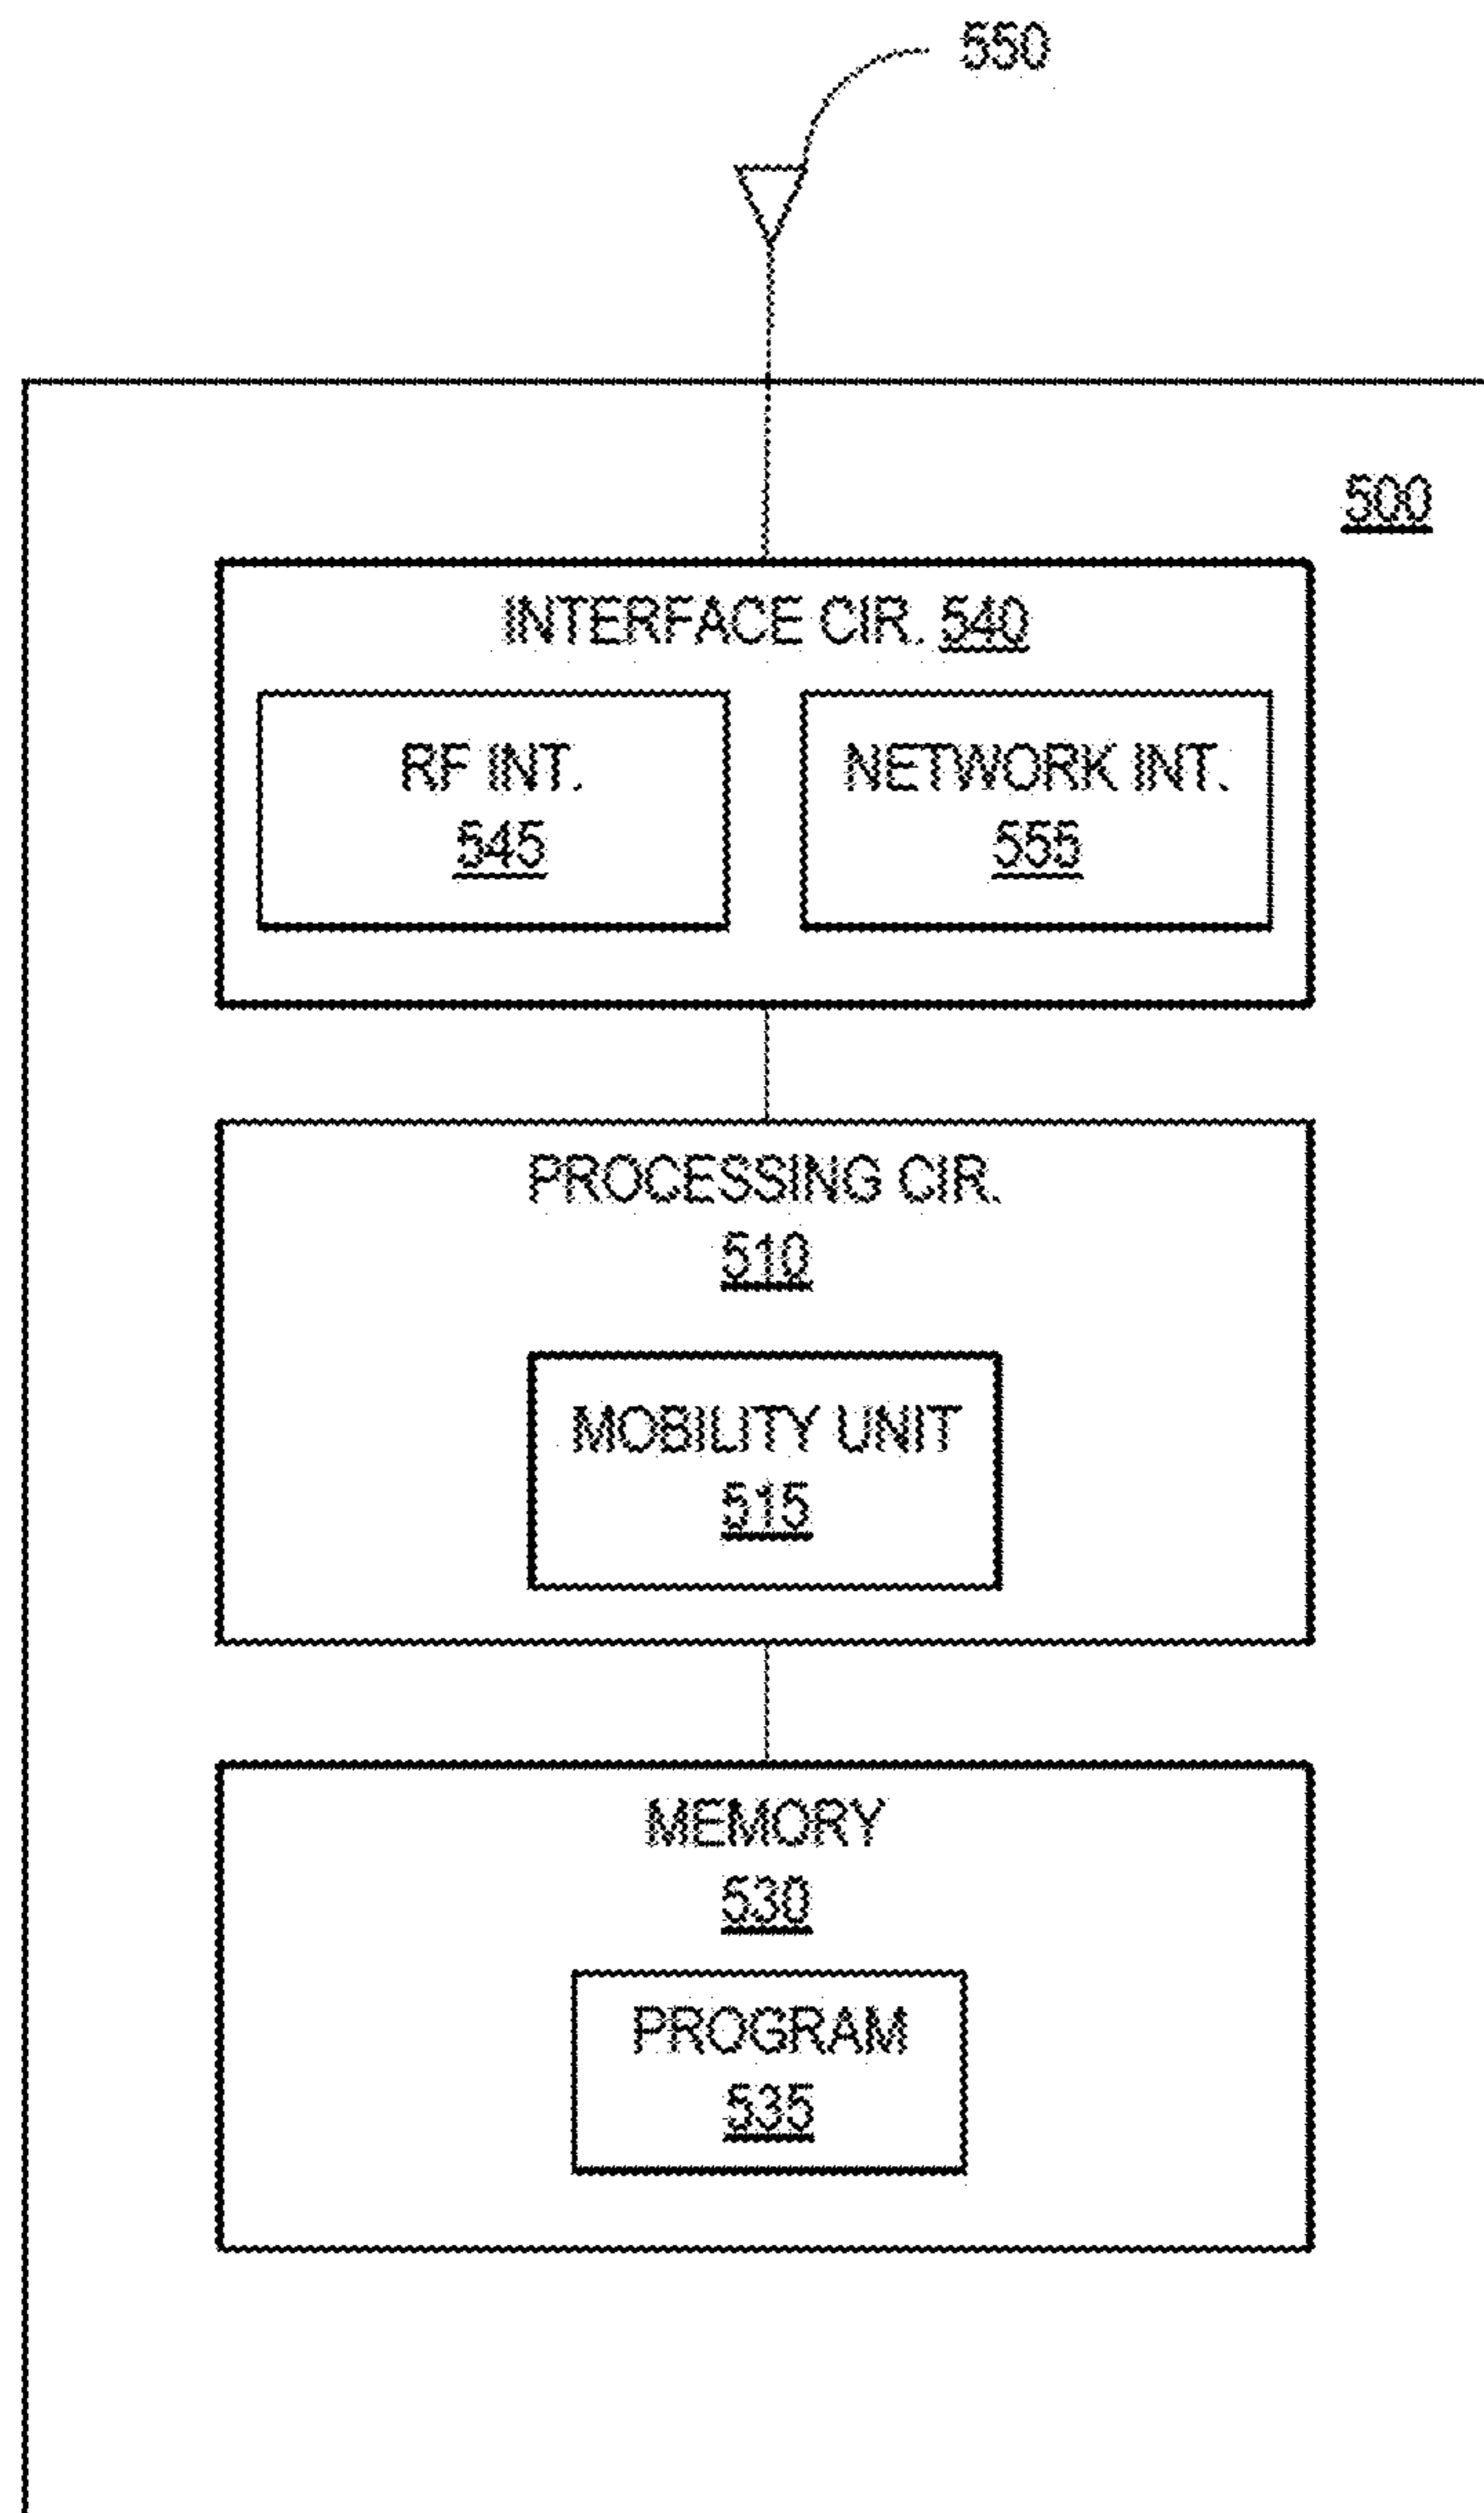 550
500
INTERFACE CIR. 540
RF INT.
545
NETWORK INT.
555
PROCESSING CIR.
510
MOBILITY UNIT
515
MEMORY
530
PROGRAM
535